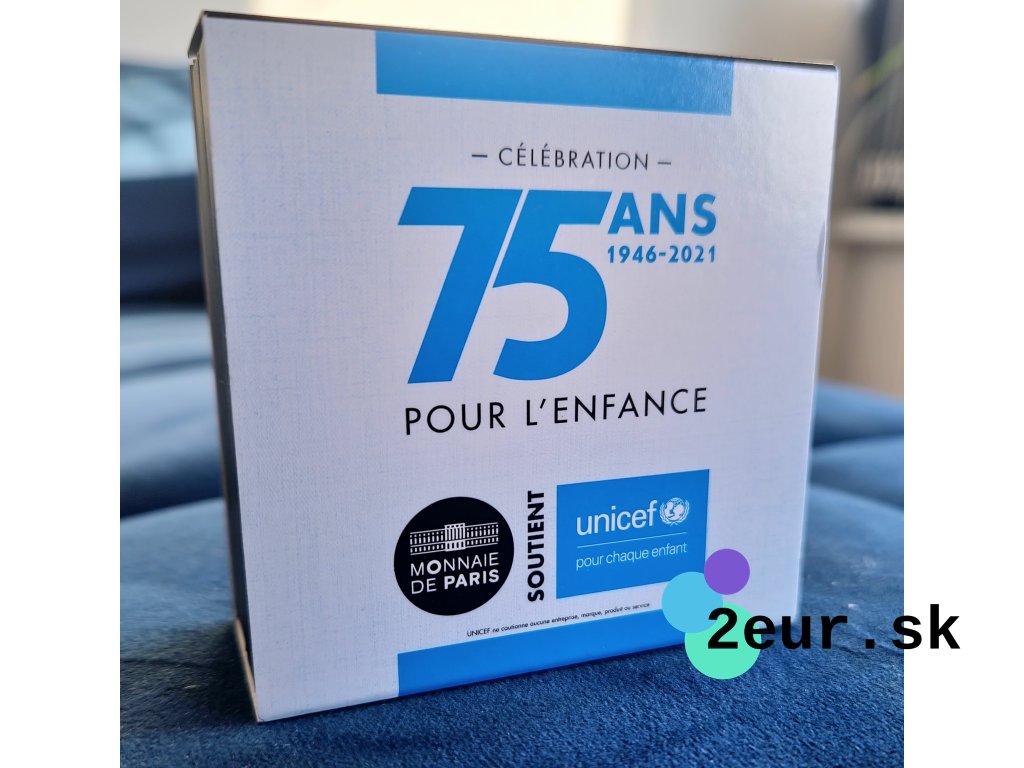 – CÉLÉBRATION –
75 ANS
1946-2021
POUR L'ENFANCE
MONNAIE
DE PARIS
SOUTIENT
unicef
pour chaque enfant
UNICEF ne cautionne aucune entreprise, marque, produit ou service
2eur.sk